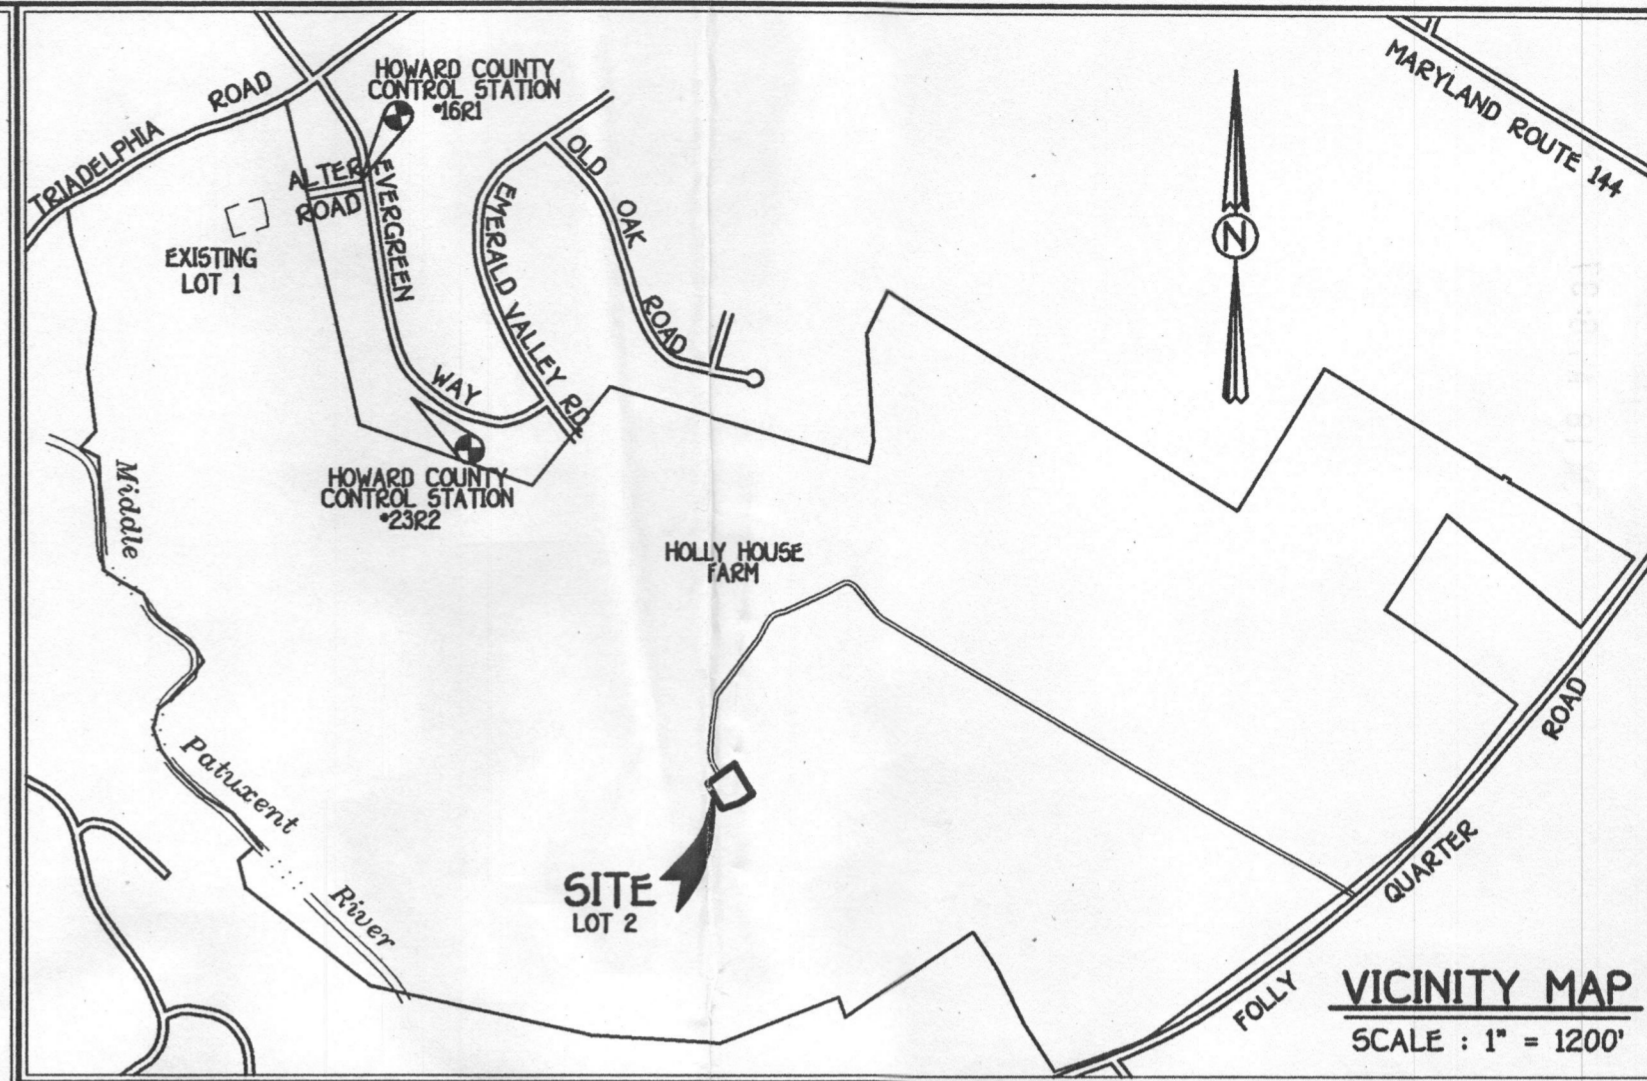 HOWARD COUNTY
CONTROL STATION
*16R1
MARYLAND ROUTE 144
TRIADELPHIA ROAD
ALTER
ROAD
EVERGREEN WAY
EMERALD VALLEY RD.
OLD OAK ROAD
N
EXISTING
LOT 1
HOWARD COUNTY
CONTROL STATION
*23R2
Middle Patuxent River
HOLLY HOUSE
FARM
SITE
LOT 2
FOLLY QUARTER ROAD
VICINITY MAP
SCALE : 1" = 1200'